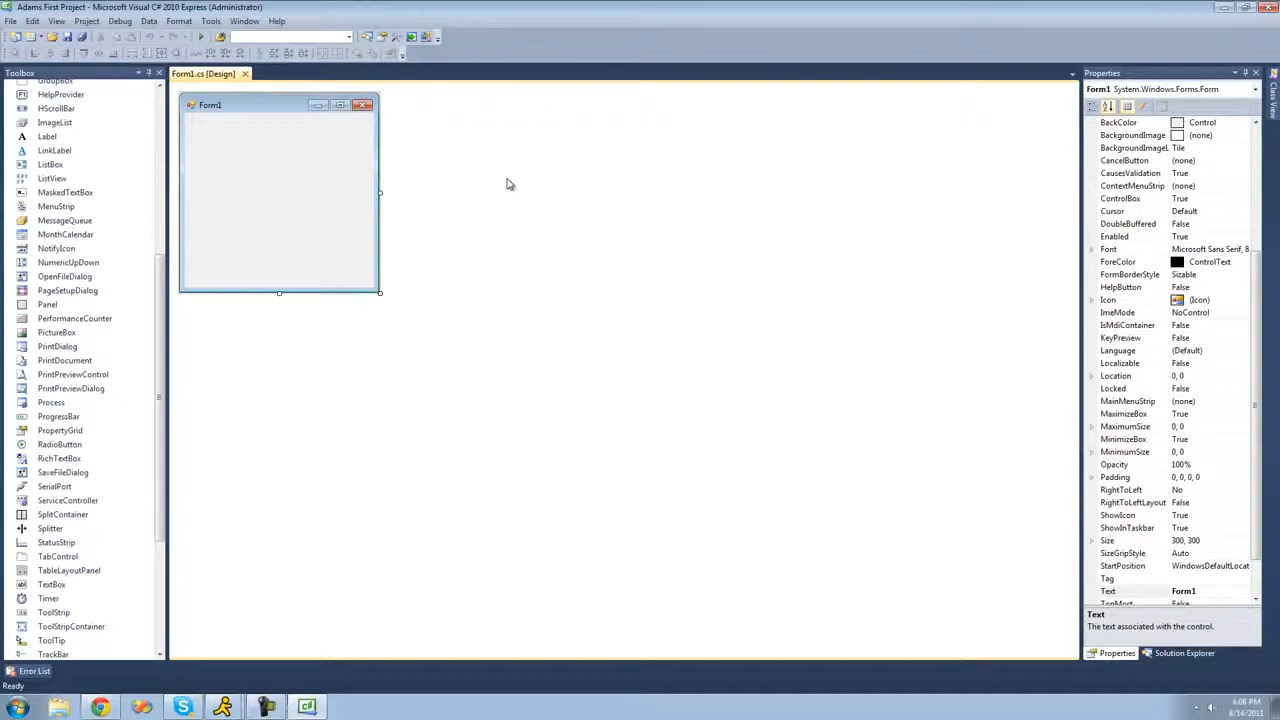 Adams First Project - Microsoft Visual C# 2010 Express (Administrator)
File Edit View Project Debug Data Format Tools Window Help
Toolbox
Form1.cs [Design]
Properties
GroupBox
HelpProvider
HScrollBar
ImageList
Label
LinkLabel
ListBox
ListView
MaskedTextBox
MenuStrip
MessageQueue
MonthCalendar
NotifyIcon
NumericUpDown
OpenFileDialog
PageSetupDialog
Panel
PerformanceCounter
PictureBox
PrintDialog
PrintDocument
PrintPreviewControl
PrintPreviewDialog
Process
ProgressBar
PropertyGrid
RadioButton
RichTextBox
SaveFileDialog
SerialPort
ServiceController
SplitContainer
Splitter
StatusStrip
TabControl
TableLayoutPanel
TextBox
Timer
ToolStrip
ToolStripContainer
ToolTip
TrackBar
Form1
Form1 System.Windows.Forms.Form
BackColor Control
BackgroundImage (none)
BackgroundImageL Tile
CancelButton (none)
CausesValidation True
ContextMenuStrip (none)
ControlBox True
Cursor Default
DoubleBuffered False
Enabled True
Font Microsoft Sans Serif, 8
ForeColor ControlText
FormBorderStyle Sizable
HelpButton False
Icon (Icon)
ImeMode NoControl
IsMdiContainer False
KeyPreview False
Language (Default)
Localizable False
Location 0, 0
Locked False
MainMenuStrip (none)
MaximizeBox True
MaximumSize 0, 0
MinimizeBox True
MinimumSize 0, 0
Opacity 100%
Padding 0, 0, 0, 0
RightToLeft No
RightToLeftLayout False
ShowIcon True
ShowInTaskbar True
Size 300, 300
SizeGripStyle Auto
StartPosition WindowsDefaultLocat
Tag
Text Form1
TopMost False
Text
The text associated with the control.
Properties Solution Explorer
Class View
Error List
Ready
4:08 PM
8/14/2011